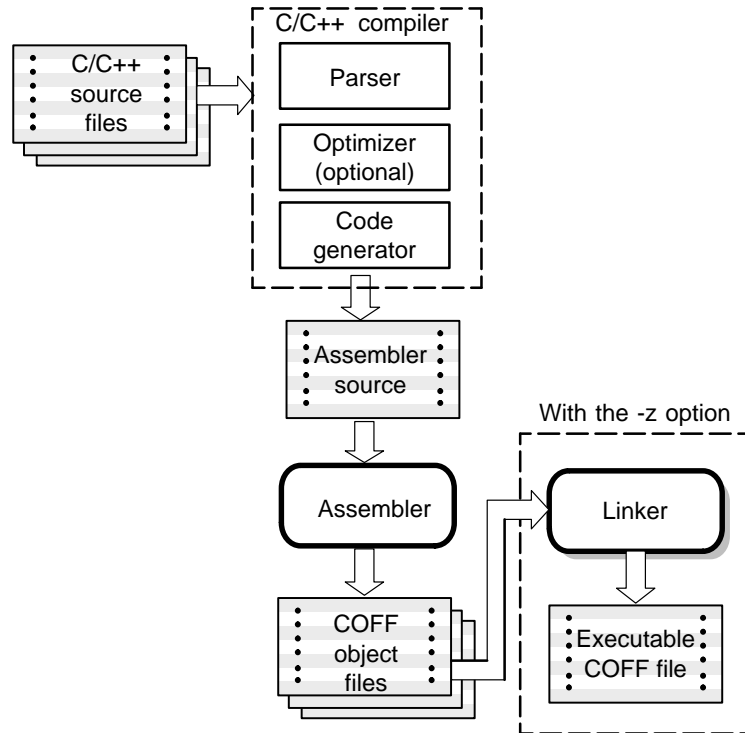 C/C++ compiler
C/C++
source
files
Parser
Optimizer
(optional)
Code
generator
Assembler
source
With the -z option
Assembler
Linker
COFF
object
files
Executable
COFF file